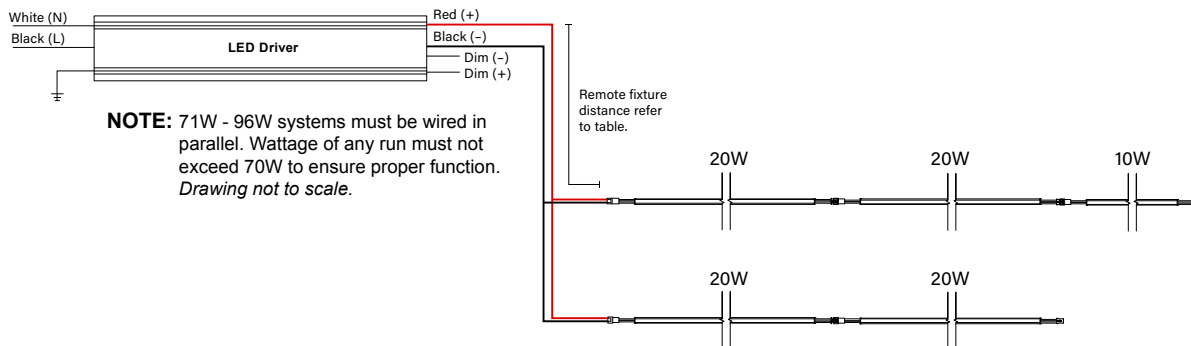 White (N)
Black (L)
LED Driver
Red (+)
Black (–)
Dim (–)
Dim (+)
Remote fixture
distance refer
to table.
NOTE: 71W - 96W systems must be wired in
parallel. Wattage of any run must not
exceed 70W to ensure proper function.
Drawing not to scale.
20W
20W
10W
20W
20W